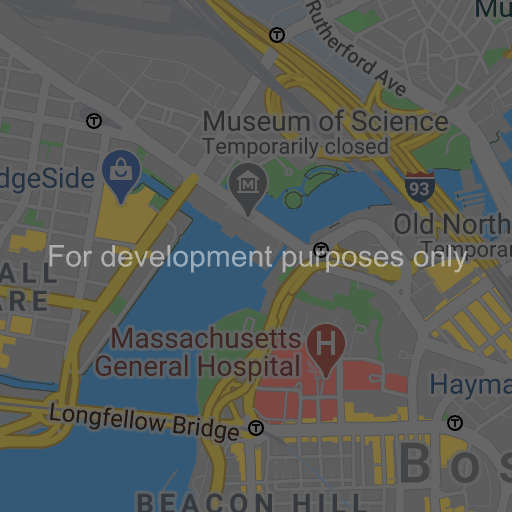 Mu
Rutherford Ave
T
T
Museum of Science
Temporarily closed
dgeSide
M
93
Old North
Temporar
T
For development purposes only
ALL
ARE
Massachusetts
General Hospital
H
Hayma
Longfellow Bridge
T
T
Bos
BEACON HILL